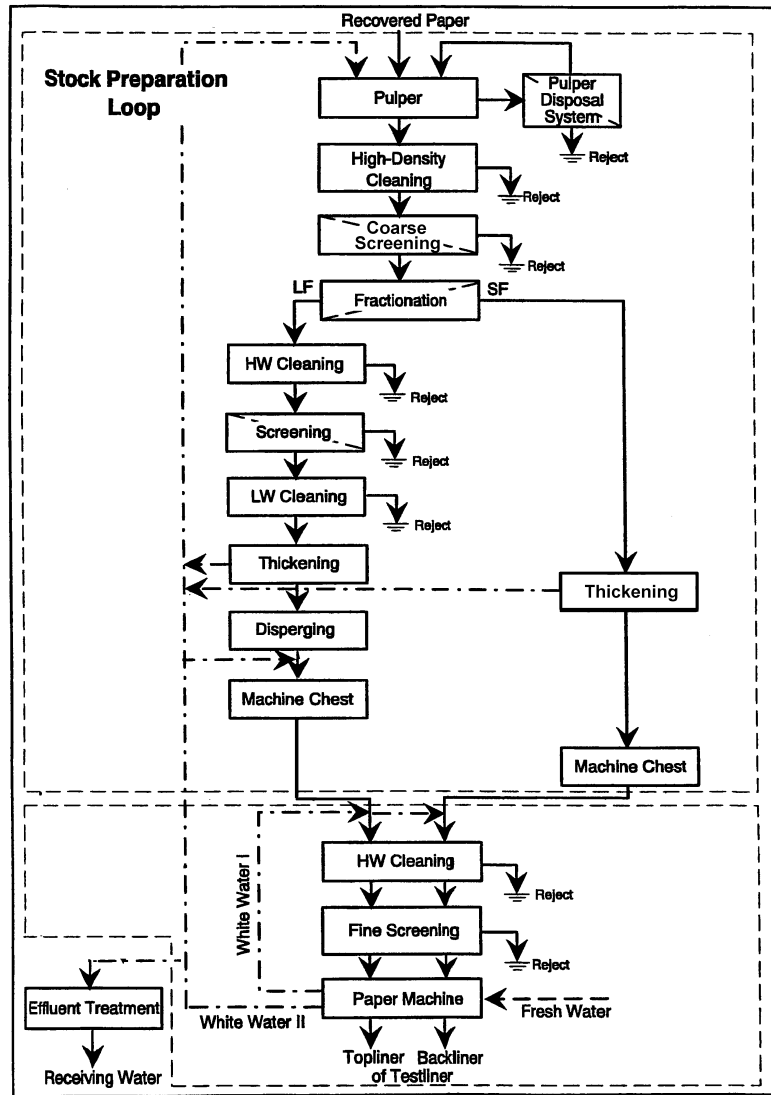 Recovered Paper
Stock Preparation
Loop
Pulper
Pulper
Disposal
System
Reject
High-Density
Cleaning
Reject
Coarse
Screening
Reject
LF
Fractionation
SF
HW Cleaning
Reject
Screening
Reject
LW Cleaning
Reject
Thickening
Thickening
Disperging
Machine Chest
Machine Chest
White Water I
HW Cleaning
Reject
Fine Screening
Reject
Effluent Treatment
White Water II
Paper Machine
Fresh Water
Receiving Water
Topliner Backliner
of Testliner